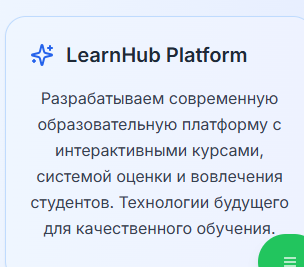 LearnHub Platform
Разрабатываем современную
образовательную платформу с
интерактивными курсами,
системой оценки и вовлечения
студентов. Технологии будущего
для качественного обучения.